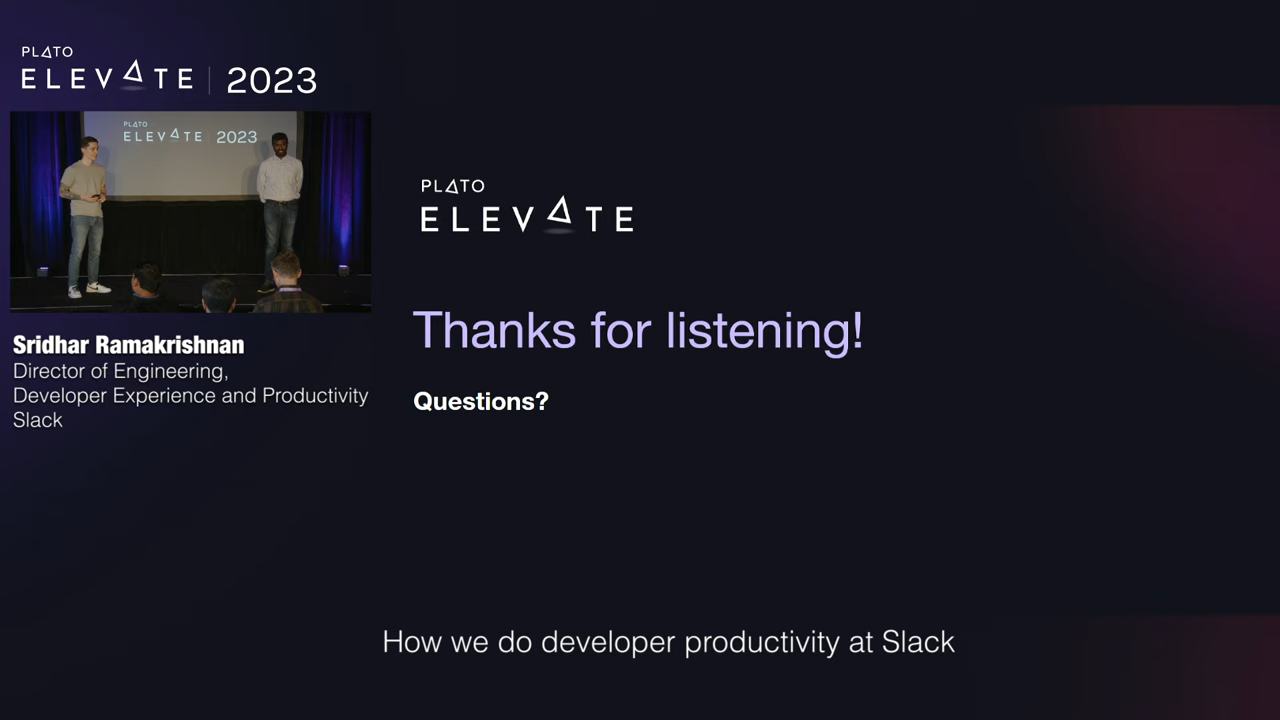 PLATO
ELEVATE | 2023
PLATO
ELEVATE 2023
Sridhar Ramakrishnan
Director of Engineering,
Developer Experience and Productivity
Slack
PLATO
ELEVATE
Thanks for listening!
Questions?
How we do developer productivity at Slack